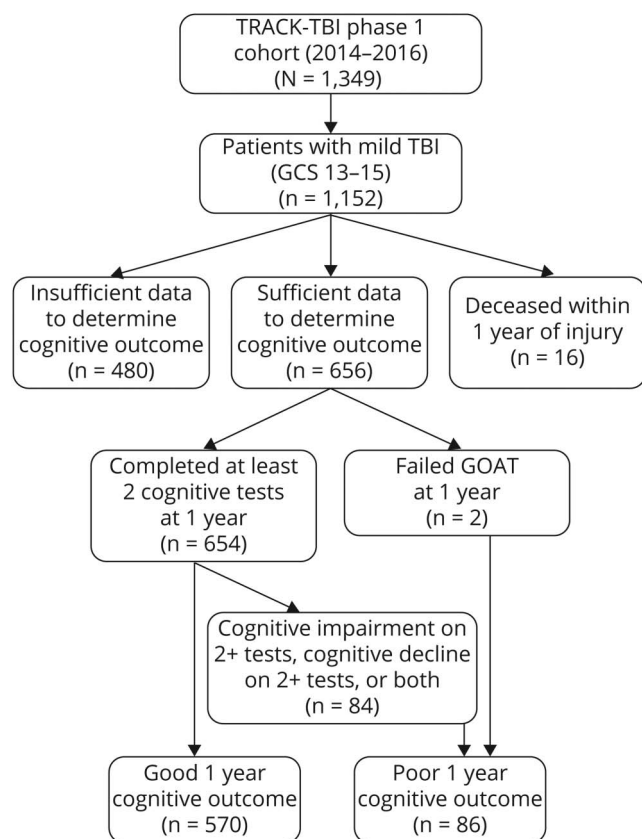 TRACK-TBI phase 1
cohort (2014–2016)
(N = 1,349)
Patients with mild TBI
(GCS 13–15)
(n = 1,152)
Insufficient data
to determine
cognitive outcome
(n = 480)
Sufficient data
to determine
cognitive outcome
(n = 656)
Deceased within
1 year of injury
(n = 16)
Completed at least
2 cognitive tests
at 1 year
(n = 654)
Failed GOAT
at 1 year
(n = 2)
Cognitive impairment on
2+ tests, cognitive decline
on 2+ tests, or both
(n = 84)
Good 1 year
cognitive outcome
(n = 570)
Poor 1 year
cognitive outcome
(n = 86)